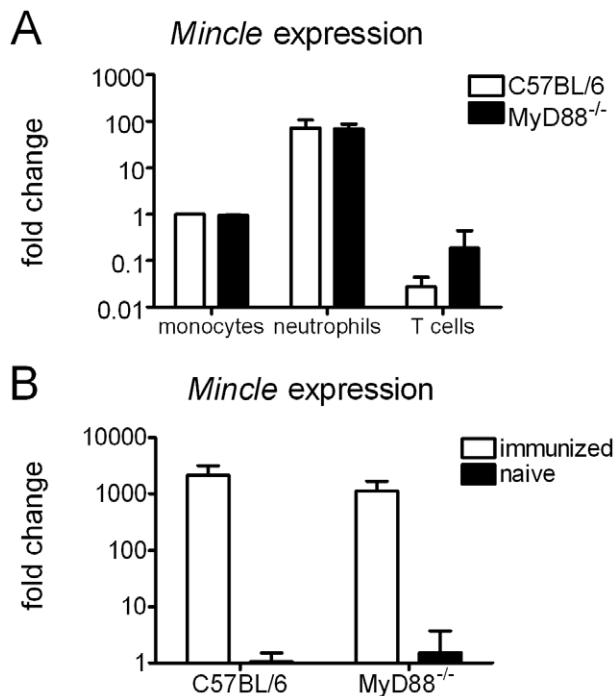 A
Mincle expression
fold change
1000
100
10
1
0.1
0.01
monocytes neutrophils T cells
C57BL/6
MyD88-/-
B
Mincle expression
fold change
10000
1000
100
10
1
C57BL/6 MyD88-/-
immunized
naive